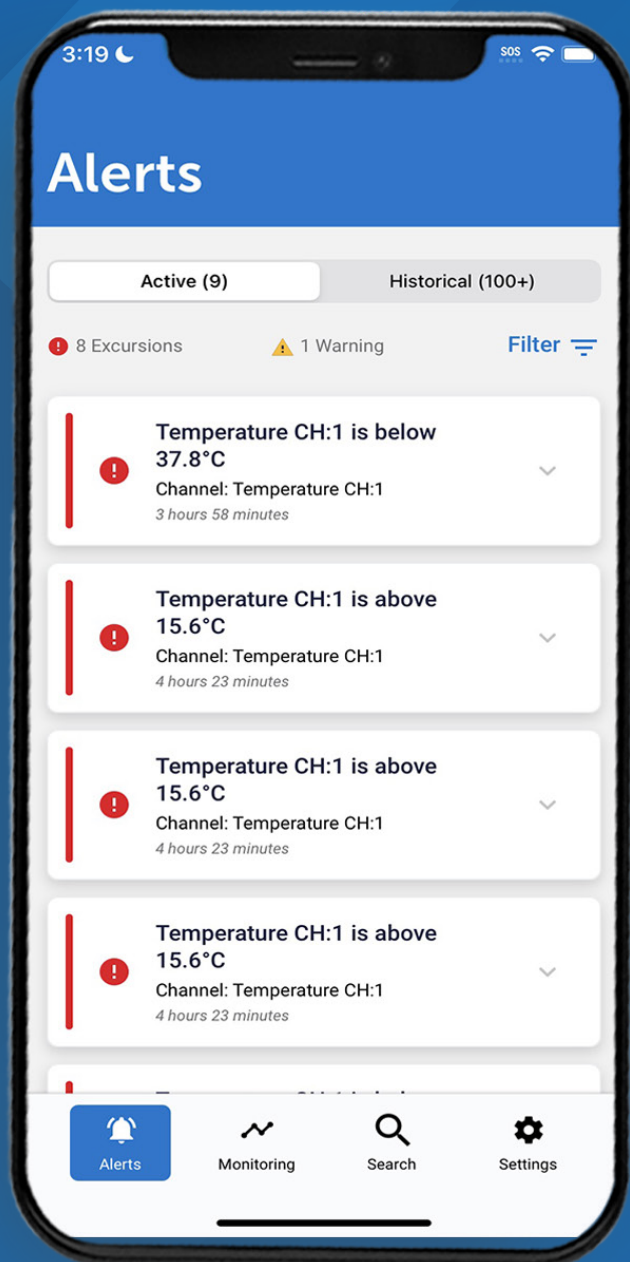 3:19
SOS
Alerts
Active (9)
Historical (100+)
8 Excursions
1 Warning
Filter
Temperature CH:1 is below
37.8°C
Channel: Temperature CH:1
3 hours 58 minutes
Temperature CH:1 is above
15.6°C
Channel: Temperature CH:1
4 hours 23 minutes
Temperature CH:1 is above
15.6°C
Channel: Temperature CH:1
4 hours 23 minutes
Temperature CH:1 is above
15.6°C
Channel: Temperature CH:1
4 hours 23 minutes
Alerts
Monitoring
Search
Settings